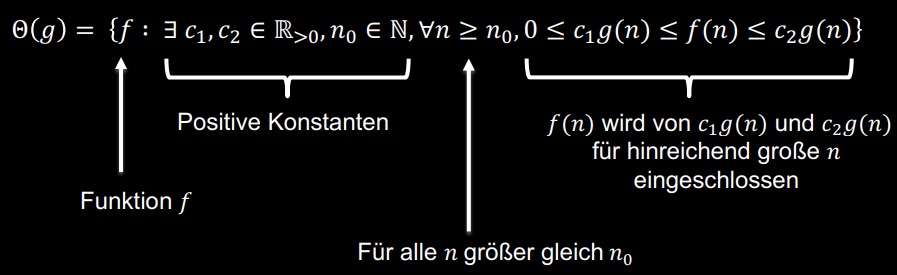 Θ(g) = {f : ∃ c₁, c₂ ∈ ℝ>0, n₀ ∈ ℕ, ∀n ≥ n₀, 0 ≤ c₁g(n) ≤ f(n) ≤ c₂g(n)}
Positive Konstanten
f(n) wird von c₁g(n) und c₂g(n)
für hinreichend große n
eingeschlossen
Funktion f
Für alle n größer gleich n₀